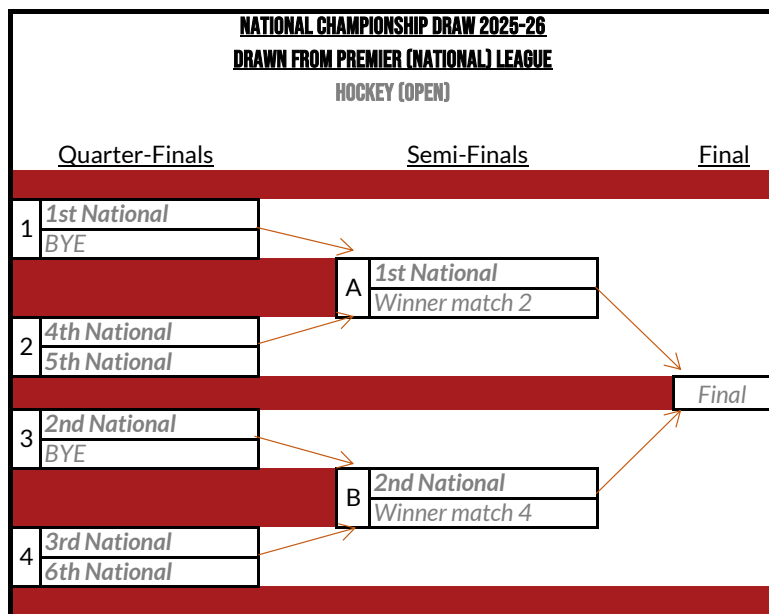 NATIONAL CHAMPIONSHIP DRAW 2025-26
DRAWN FROM PREMIER (NATIONAL) LEAGUE
HOCKEY (OPEN)
Quarter-Finals Semi-Finals Final
1 1st National
BYE
A 1st National
Winner match 2
2 4th National
5th National
Final
3 2nd National
BYE
B 2nd National
Winner match 4
4 3rd National
6th National